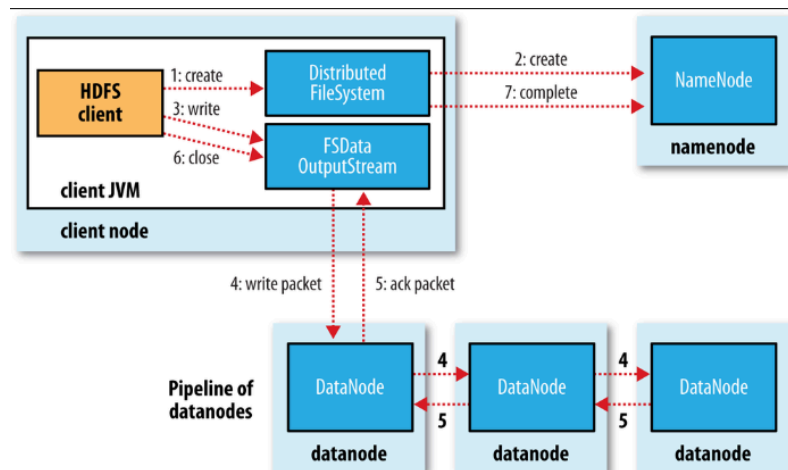 HDFS
client
1: create
3: write
6: close
Distributed
FileSystem
FSData
OutputStream
client JVM
client node
2: create
7: complete
NameNode
namenode
4: write packet
5: ack packet
Pipeline of
datanodes
DataNode
4
5
DataNode
4
5
DataNode
datanode
datanode
datanode